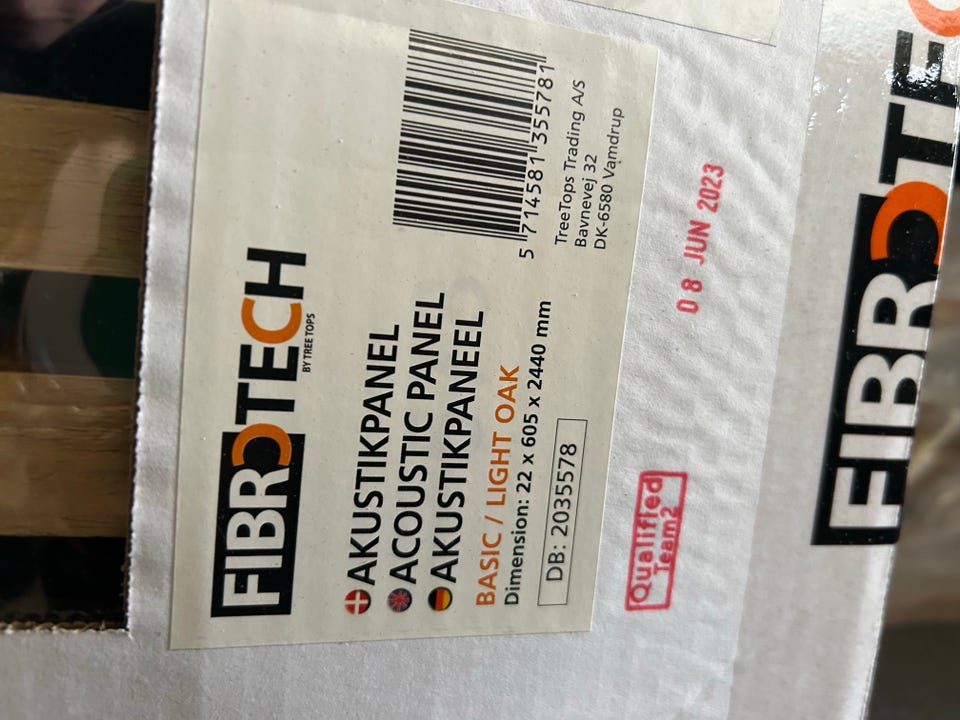 FIBROTECH
BY TREE TOPS
AKUSTIKPANEL
ACOUSTIC PANEL
AKUSTIKPANEEL
BASIC / LIGHT OAK
Dimension: 22 x 605 x 2440 mm
DB: 2035578
5 714581 355781
TreeTops Trading A/S
Bavnevej 32
DK-6580 Vamdrup
Qualified
Team2
08 JUN 2023
FIBROTEC